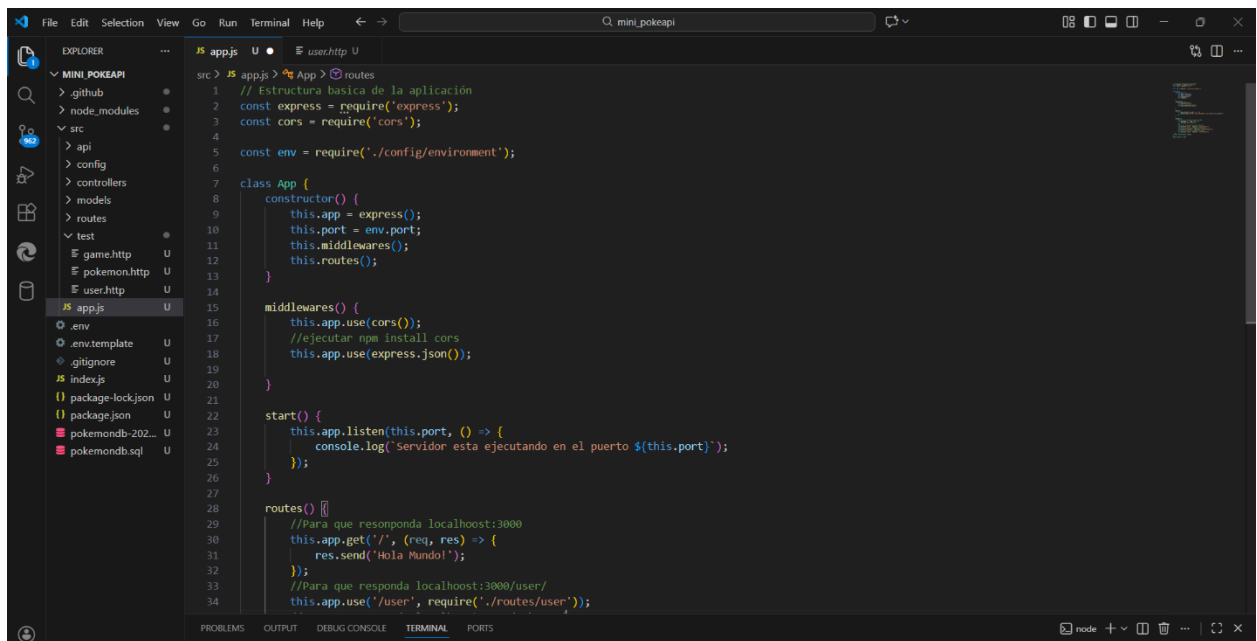 File Edit Selection View Go Run Terminal Help
mini_pokeapi
EXPLORER
MINI_POKEAPI
> .github
> node_modules
src
> api
> config
> controllers
> models
> routes
test
game.http U
pokemon.http U
user.http U
JS app.js U
.env
.env.template U
.gitignore U
JS index.js U
{} package-lock.json U
{} package.json U
pokemondb-202... U
pokemondb.sql U
1
962
JS app.js U
user.http U
src > JS app.js > App > routes
1 // Estructura basica de la aplicación
2 const express = require('express');
3 const cors = require('cors');
4
5 const env = require('./config/environment');
6
7 class App {
8 constructor() {
9 this.app = express();
10 this.port = env.port;
11 this.middlewares();
12 this.routes();
13 }
14
15 middlewares() {
16 this.app.use(cors());
17 //ejecutar npm install cors
18 this.app.use(express.json());
19
20 }
21
22 start() {
23 this.app.listen(this.port, () => {
24 console.log(`Servidor esta ejecutando en el puerto ${this.port}`);
25 });
26 }
27
28 routes() {
29 //Para que resonponda localhoost:3000
30 this.app.get('/', (req, res) => {
31 res.send('Hola Mundo!');
32 });
33 //Para que responda localhoost:3000/user/
34 this.app.use('/user', require('./routes/user'));
PROBLEMS OUTPUT DEBUG CONSOLE TERMINAL PORTS
node